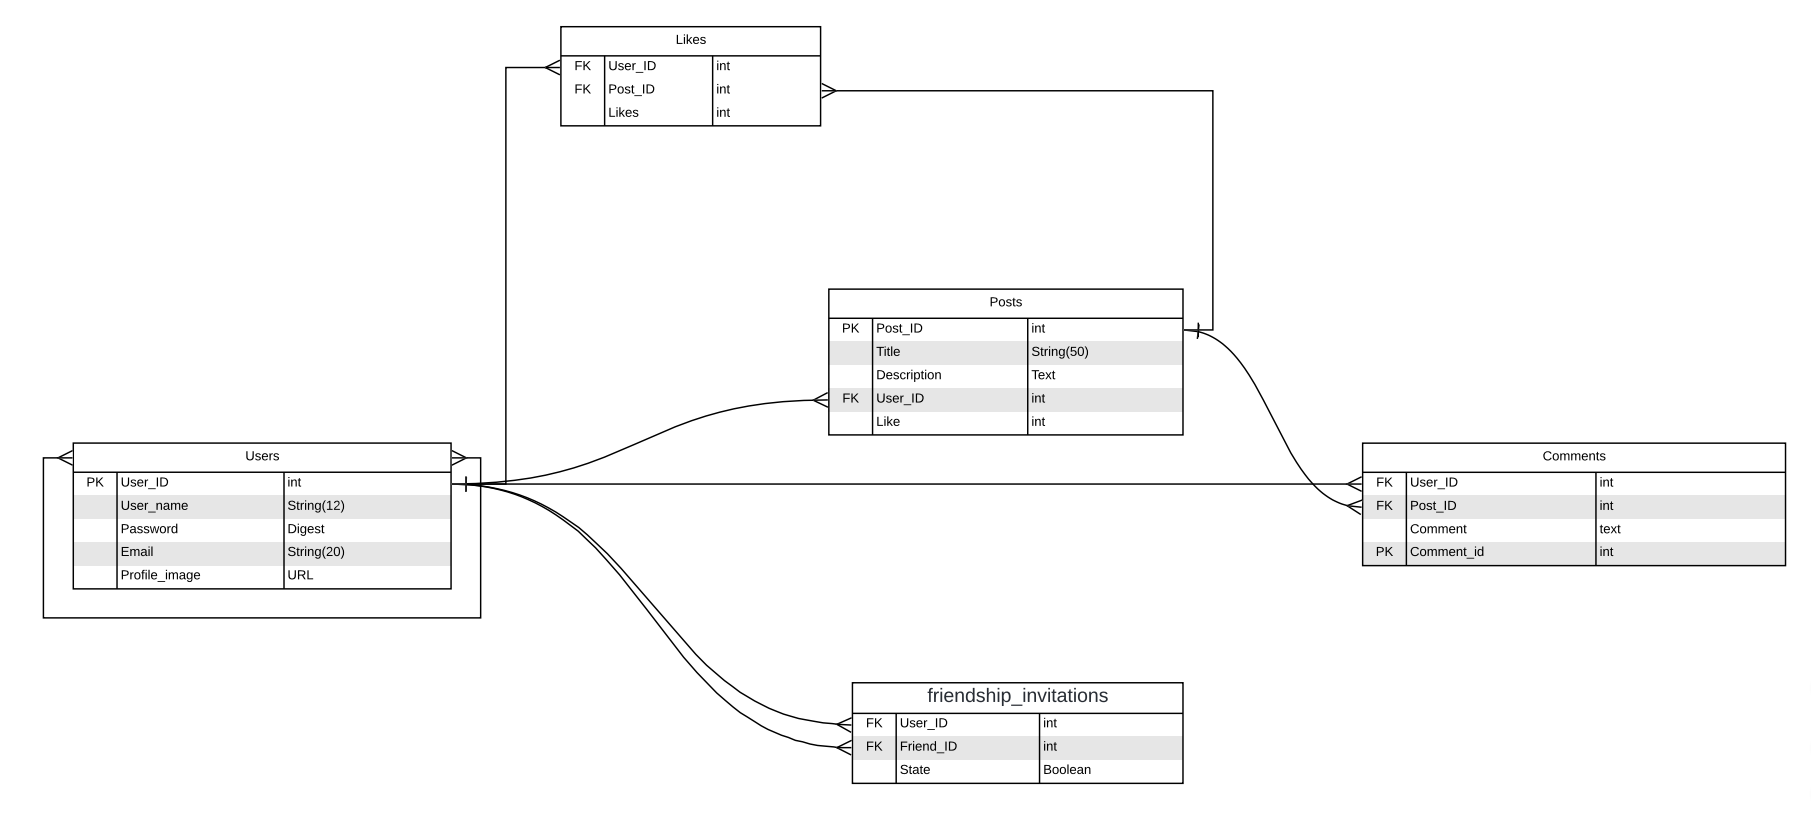 Likes
FK User_ID int
FK Post_ID int
Likes int
Posts
PK Post_ID int
Title String(50)
Description Text
FK User_ID int
Like int
Users
PK User_ID int
User_name String(12)
Password Digest
Email String(20)
Profile_image URL
Comments
FK User_ID int
FK Post_ID int
Comment text
PK Comment_id int
friendship_invitations
FK User_ID int
FK Friend_ID int
State Boolean